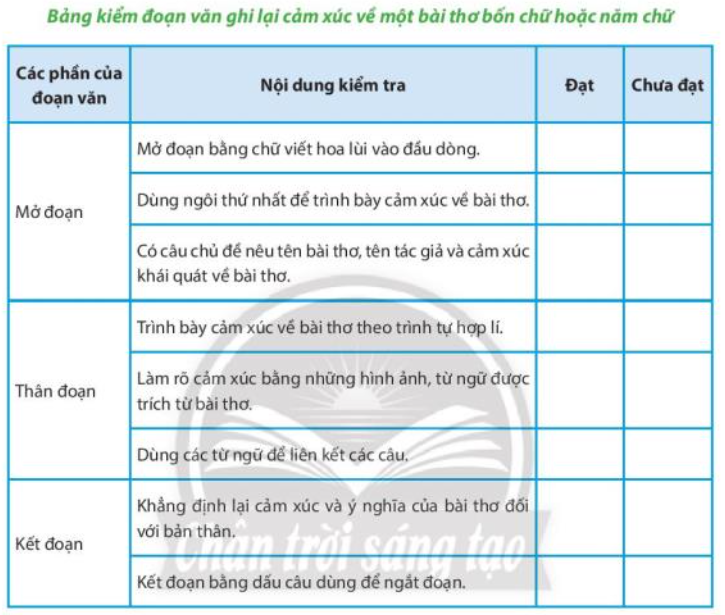 Bảng kiểm đoạn văn ghi lại cảm xúc về một bài thơ bốn chữ hoặc năm chữ
Các phần của
đoạn văn
Nội dung kiểm tra
Đạt
Chưa đạt
Mở đoạn
Mở đoạn bằng chữ viết hoa lùi vào đầu dòng.
Dùng ngôi thứ nhất để trình bày cảm xúc về bài thơ.
Có câu chủ đề nêu tên bài thơ, tên tác giả và cảm xúc
khái quát về bài thơ.
Thân đoạn
Trình bày cảm xúc về bài thơ theo trình tự hợp lí.
Làm rõ cảm xúc bằng những hình ảnh, từ ngữ được
trích từ bài thơ.
Dùng các từ ngữ để liên kết các câu.
Kết đoạn
Khẳng định lại cảm xúc và ý nghĩa của bài thơ đối
với bản thân.
Kết đoạn bằng dấu câu dùng để ngắt đoạn.
Chân trời sáng tạo